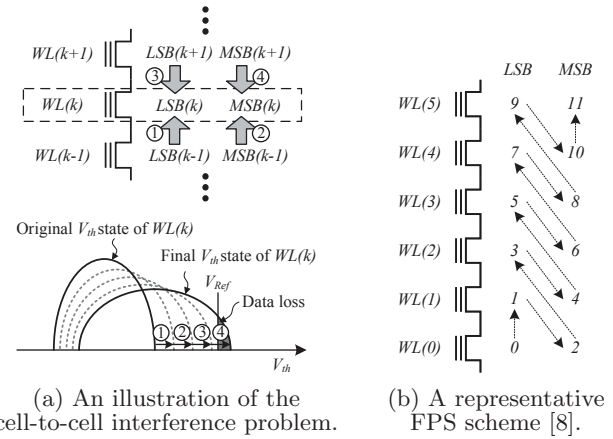 WL(k+1) LSB(k+1) MSB(k+1)
③ ④
WL(k) LSB(k) MSB(k)
① ②
WL(k-1) LSB(k-1) MSB(k-1)
Original Vth state of WL(k)
Final Vth state of WL(k)
VRef
Data loss
① ② ③ ④
Vth
(a) An illustration of the
cell-to-cell interference problem.
LSB MSB
WL(5) 9 11
WL(4) 7 10
WL(3) 5 8
WL(2) 3 6
WL(1) 1 4
WL(0) 0 2
(b) A representative
FPS scheme [8].